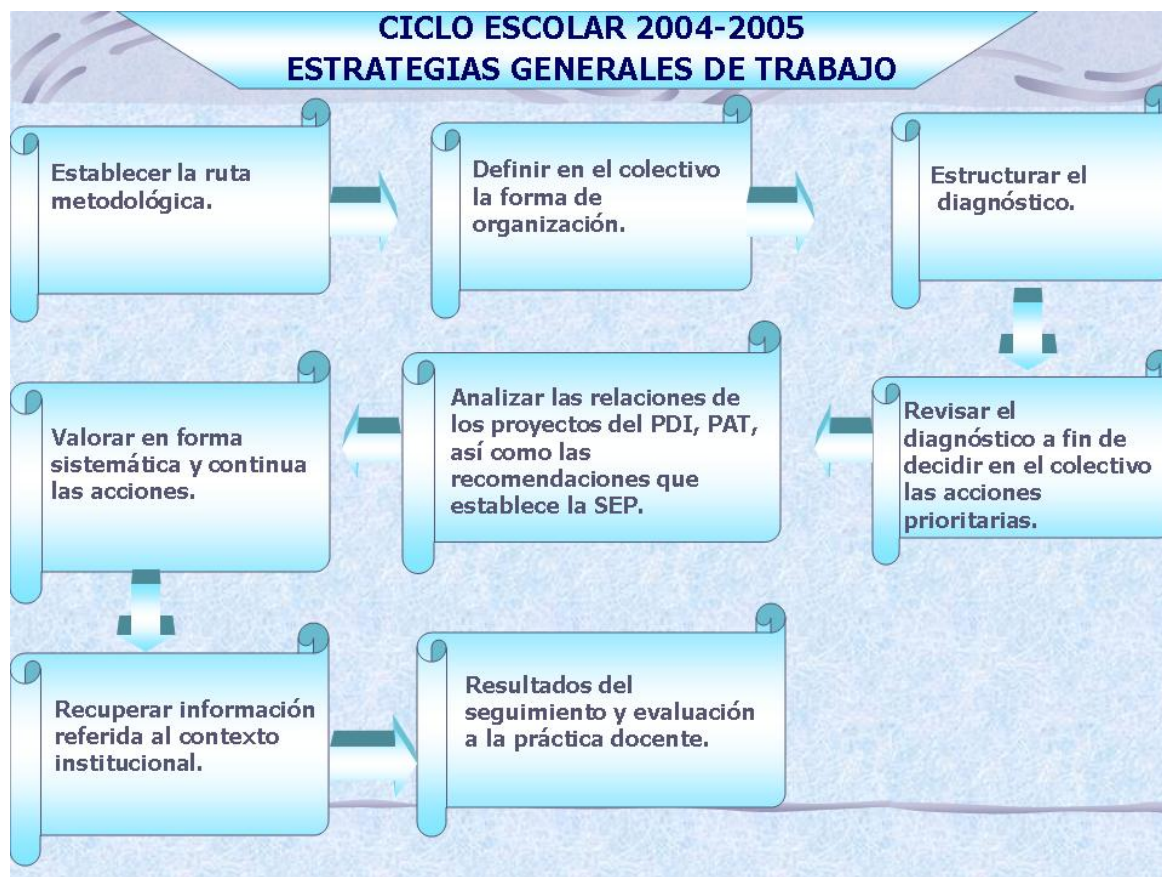 CICLO ESCOLAR 2004-2005
ESTRATEGIAS GENERALES DE TRABAJO
Establecer la ruta
metodológica.
Definir en el colectivo
la forma de
organización.
Estructurar el
diagnóstico.
Revisar el
diagnóstico a fin de
decidir en el colectivo
las acciones
prioritarias.
Analizar las relaciones de
los proyectos del PDI, PAT,
así como las
recomendaciones que
establece la SEP.
Valorar en forma
sistemática y continua
las acciones.
Recuperar información
referida al contexto
institucional.
Resultados del
seguimiento y evaluación
a la práctica docente.